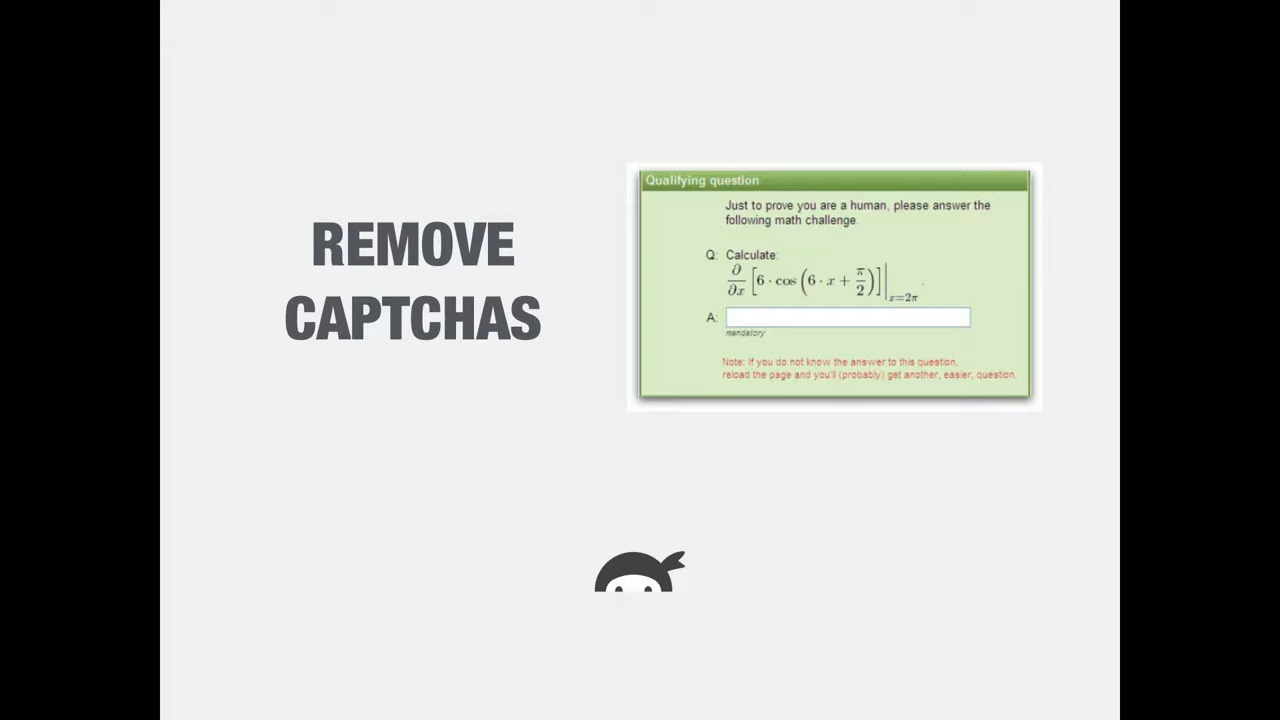 REMOVE
CAPTCHAS
Qualifying question
Just to prove you are a human, please answer the
following math challenge.
Q: Calculate:
∂/∂x [6 · cos (6 · x + π/2)]|x=2π
A:
mandatory
Note: If you do not know the answer to this question,
reload the page and you'll (probably) get another, easier, question.